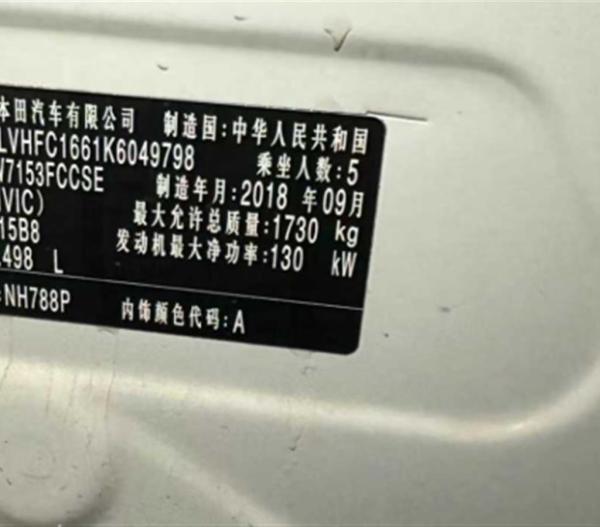 本田汽车有限公司 制造国:中华人民共和国
LVHFC1661K6049798 乘坐人数:5
7153FCCSE 制造年月:2018 年09月
VIC) 最大允许总质量:1730 kg
15B8 发动机最大净功率:130 kW
.498 L
:NH788P 内饰颜色代码:A